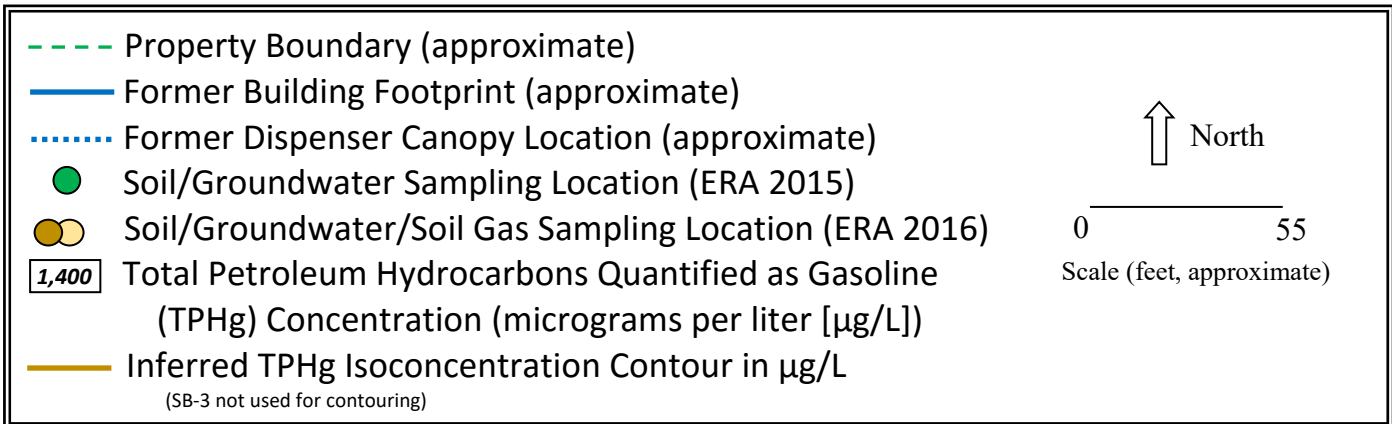 Property Boundary (approximate)
Former Building Footprint (approximate)
Former Dispenser Canopy Location (approximate)
Soil/Groundwater Sampling Location (ERA 2015)
Soil/Groundwater/Soil Gas Sampling Location (ERA 2016)
1,400 Total Petroleum Hydrocarbons Quantified as Gasoline
(TPHg) Concentration (micrograms per liter [µg/L])
Inferred TPHg Isoconcentration Contour in µg/L
(SB-3 not used for contouring)
North
0 55
Scale (feet, approximate)